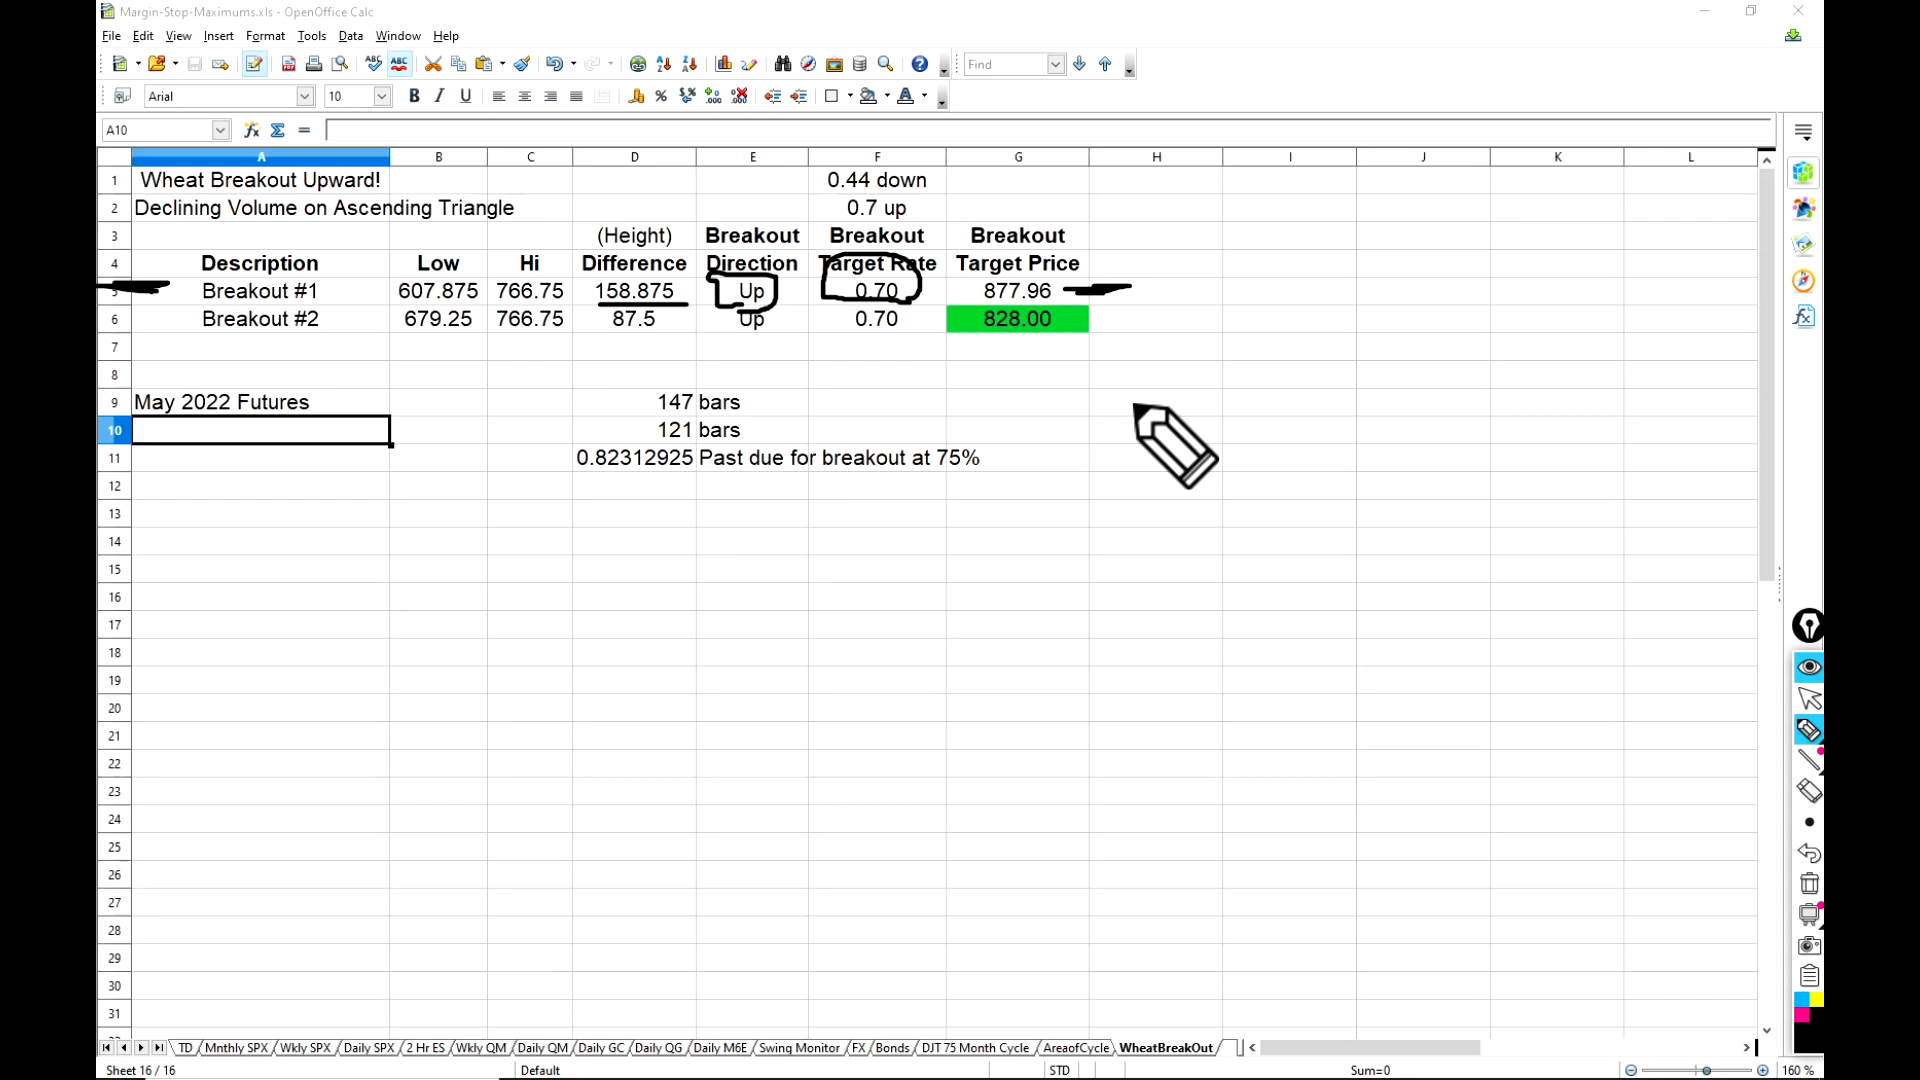 Margin-Stop-Maximums.xls - OpenOffice Calc
File Edit View Insert Format Tools Data Window Help
Find
Arial 10
A10
A B C D E F G H I J K L
1 Wheat Breakout Upward! 0.44 down
2 Declining Volume on Ascending Triangle 0.7 up
3 (Height) Breakout Breakout Breakout
4 Description Low Hi Difference Direction Target Rate Target Price
5 Breakout #1 607.875 766.75 158.875 Up 0.70 877.96
6 Breakout #2 679.25 766.75 87.5 Up 0.70 828.00
7
8
9 May 2022 Futures 147 bars
10 121 bars
11 0.82312925 Past due for breakout at 75%
12
13
14
15
16
17
18
19
20
21
22
23
24
25
26
27
28
29
30
31
TD Mnthly SPX Wkly SPX Daily SPX 2 Hr ES Wkly QM Daily QM Daily GC Daily QG Daily M6E Swing Monitor FX Bonds DJT 75 Month Cycle AreaofCycle WheatBreakOut
Sheet 16 / 16 Default STD Sum=0 160 %